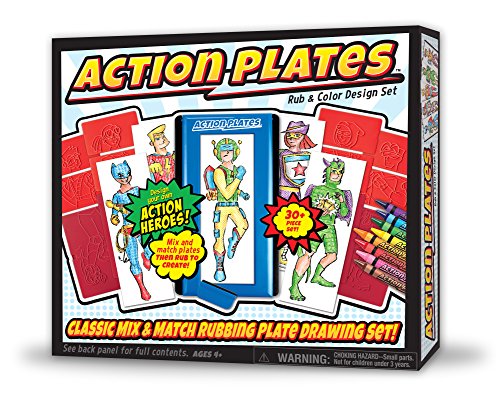 ACTION PLATES™
Rub & Color Design Set
ACTION PLATES
Design
your own
ACTION
HEROES!
Mix and
match plates
THEN RUB TO
CREATE!
30+
PIECE
SET!
CLASSIC MIX & MATCH RUBBING PLATE DRAWING SET!
See back panel for full contents. AGES 4+
WARNING: CHOKING HAZARD—Small parts.
Not for children under 3 years.
ACTION PLATES